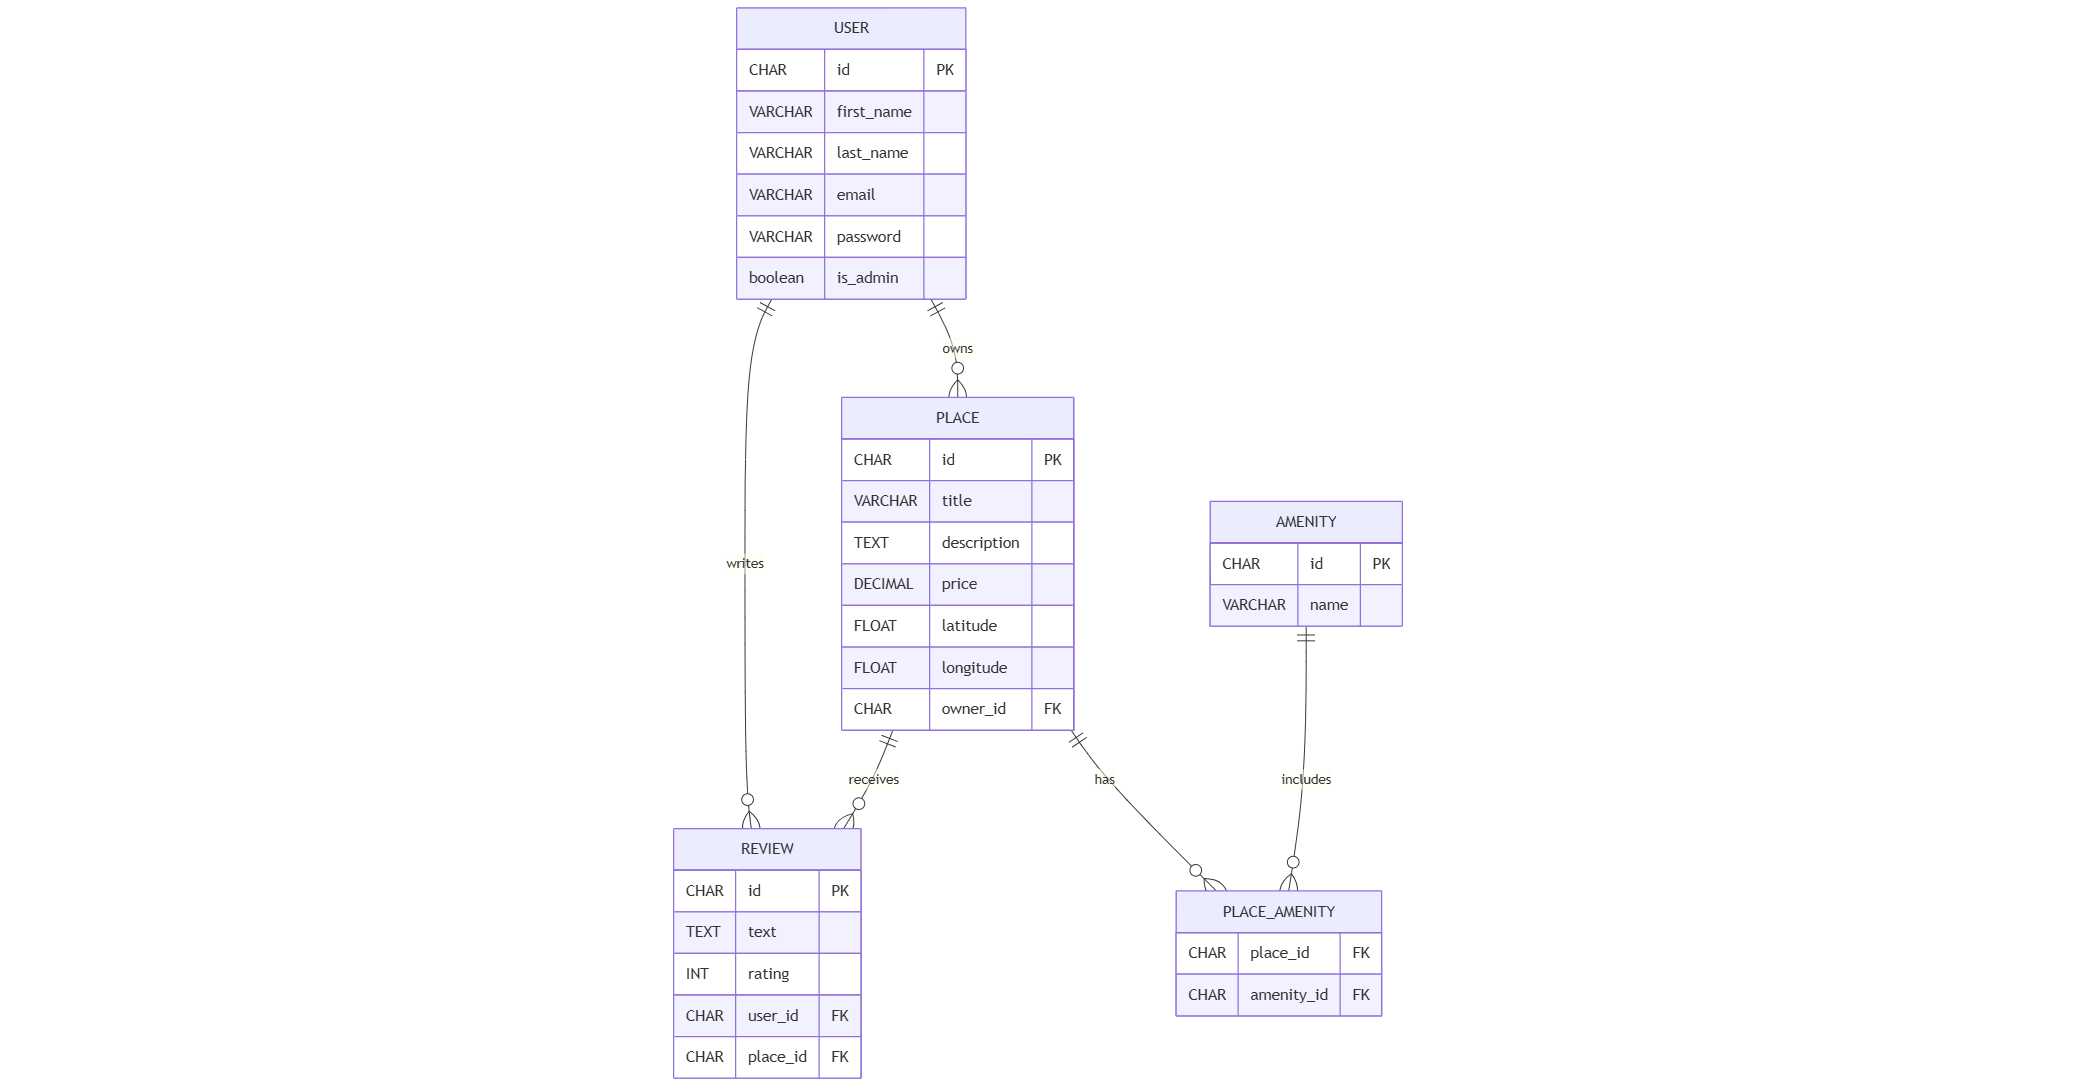 USER
CHAR id PK
VARCHAR first_name
VARCHAR last_name
VARCHAR email
VARCHAR password
boolean is_admin
owns
PLACE
CHAR id PK
VARCHAR title
TEXT description
DECIMAL price
FLOAT latitude
FLOAT longitude
CHAR owner_id FK
AMENITY
CHAR id PK
VARCHAR name
writes
receives
has
includes
REVIEW
CHAR id PK
TEXT text
INT rating
CHAR user_id FK
CHAR place_id FK
PLACE_AMENITY
CHAR place_id FK
CHAR amenity_id FK